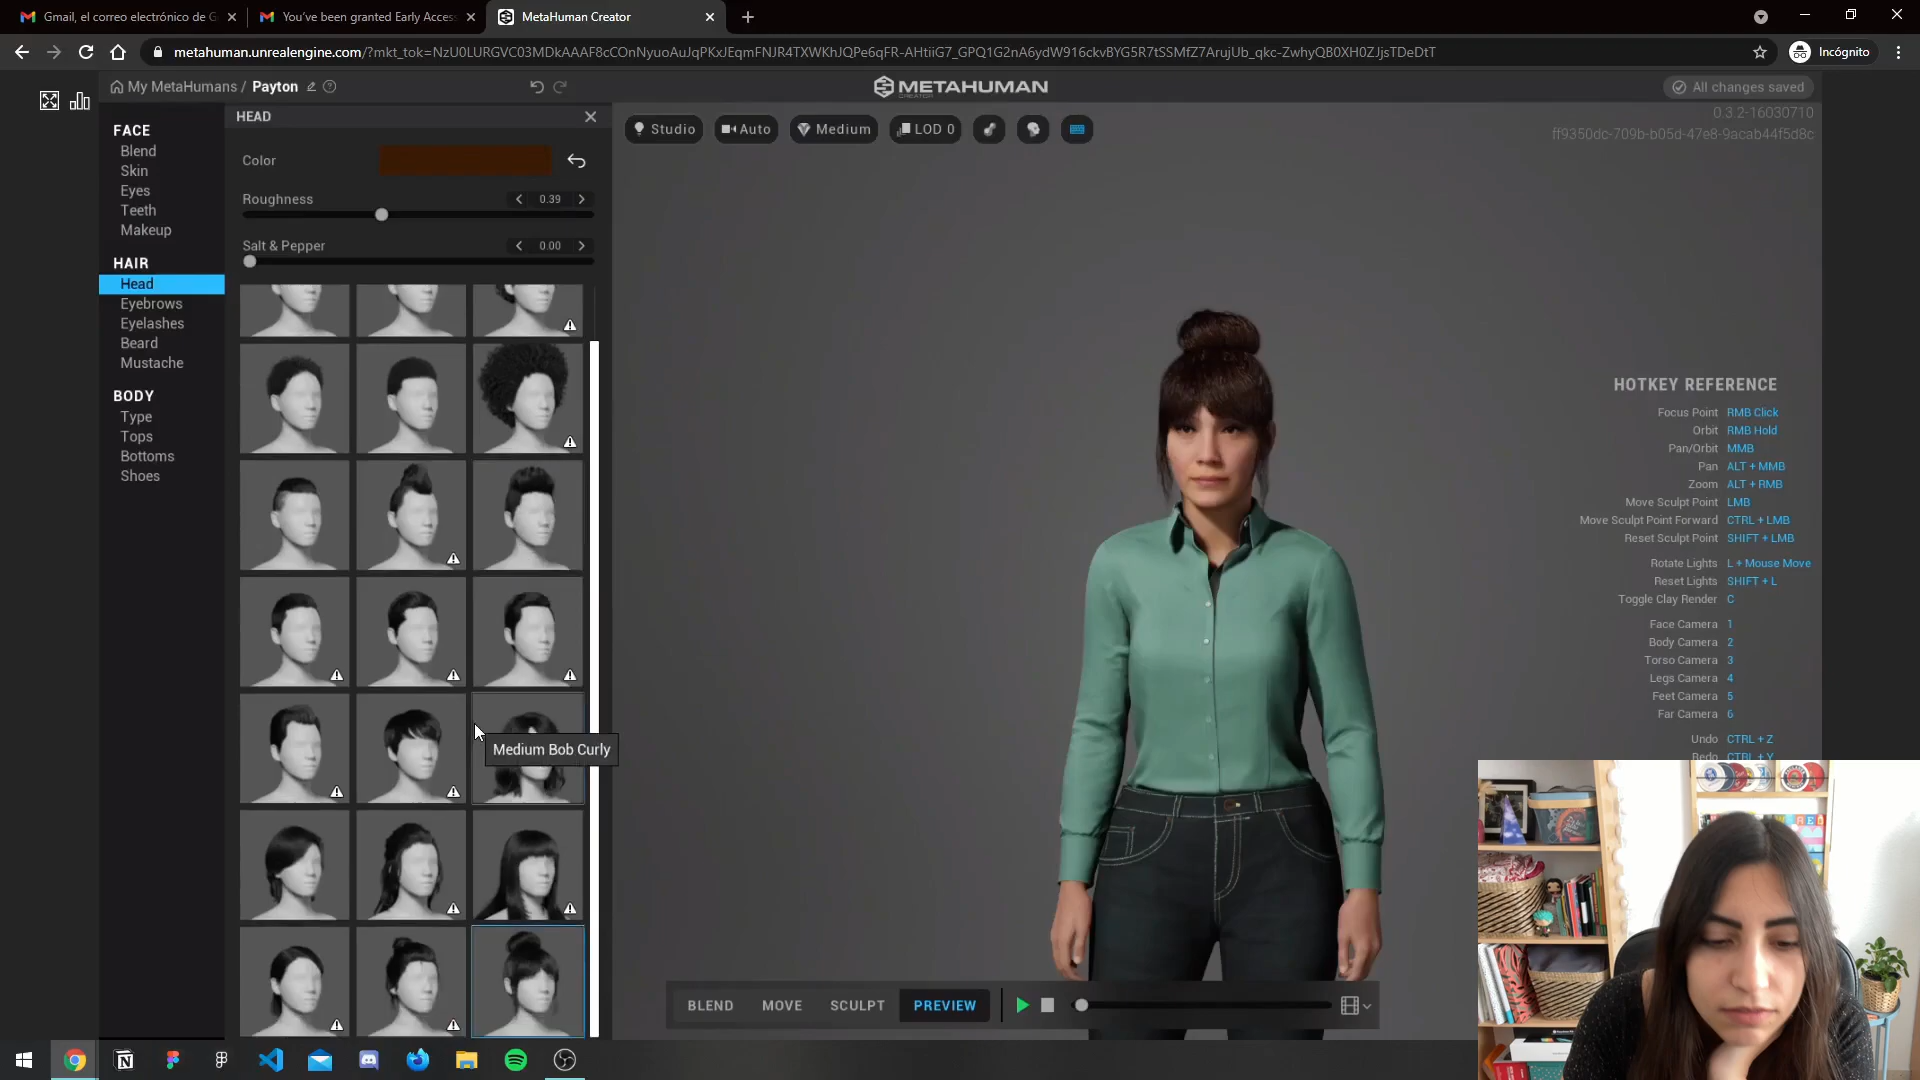 Gmail, el correo electrónico de G
You've been granted Early Access
MetaHuman Creator
metahuman.unrealengine.com/?mkt_tok=NzU0LURGVC03MDkAAAF8cCOnNyuoAuJqPKxJEqmFNJR4TXWKhJQPe6qFR-AHtiiG7_GPQ1G2nA6ydW916ckvBYG5R7tSSMfZ7ArujUb_qkc-ZwhyQB0XH0ZJjsTDeDtT
Incógnito
My MetaHumans / Payton
METAHUMAN
CREATOR
All changes saved
0.3.2-16030710
ff9350dc-709b-b05d-47e8-9acab44f5d8c
FACE
Blend
Skin
Eyes
Teeth
Makeup
HAIR
Head
Eyebrows
Eyelashes
Beard
Mustache
BODY
Type
Tops
Bottoms
Shoes
HEAD
Color
Roughness
0.39
Salt & Pepper
0.00
Medium Bob Curly
Studio
Auto
Medium
LOD 0
HOTKEY REFERENCE
Focus Point RMB Click
Orbit RMB Hold
Pan/Orbit MMB
Pan ALT + MMB
Zoom ALT + RMB
Move Sculpt Point LMB
Move Sculpt Point Forward CTRL + LMB
Reset Sculpt Point SHIFT + LMB
Rotate Lights L + Mouse Move
Reset Lights SHIFT + L
Toggle Clay Render C
Face Camera 1
Body Camera 2
Torso Camera 3
Legs Camera 4
Feet Camera 5
Far Camera 6
Undo CTRL + Z
Redo CTRL + Y
BLEND
MOVE
SCULPT
PREVIEW